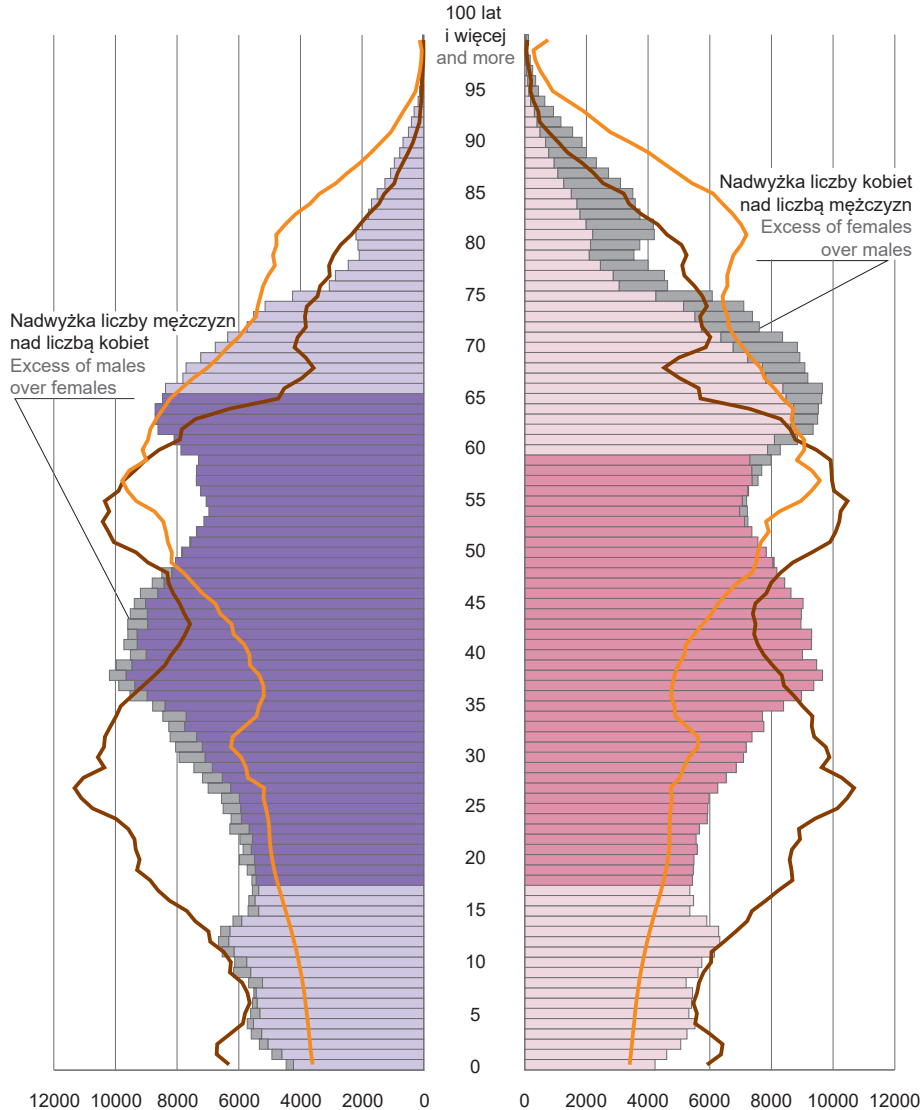 100 lat
i więcej
and more
95
90
85
80
75
70
65
60
55
50
45
40
35
30
25
20
15
10
5
0
Nadwyżka liczby kobiet
nad liczbą mężczyzn
Excess of females
over males
Nadwyżka liczby mężczyzn
nad liczbą kobiet
Excess of males
over females
12000 10000 8000 6000 4000 2000 0
0 2000 4000 6000 8000 10000 12000